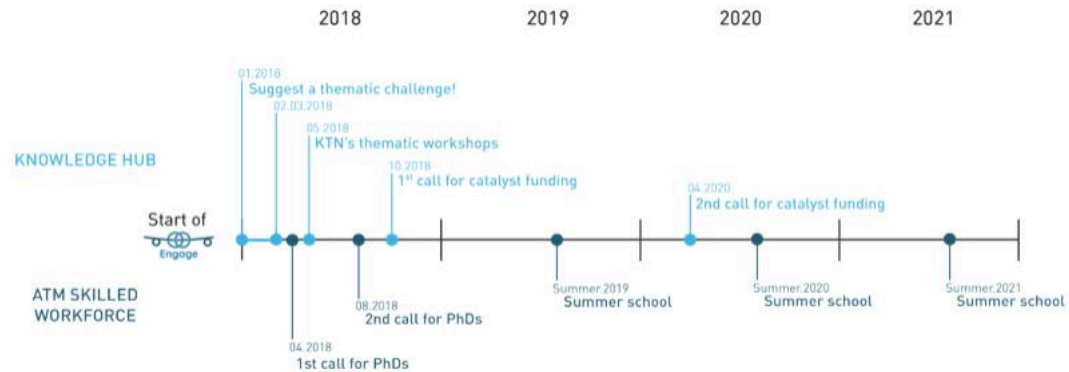 2018
2019
2020
2021
01.2018
Suggest a thematic challenge!
02.03.2018
05.2018
KTN's thematic workshops
KNOWLEDGE HUB
10.2018
1st call for catalyst funding
04.2020
2nd call for catalyst funding
Start of
Engage
ATM SKILLED
WORKFORCE
08.2018
2nd call for PhDs
04.2018
1st call for PhDs
Summer.2019
Summer school
Summer.2020
Summer school
Summer.2021
Summer school